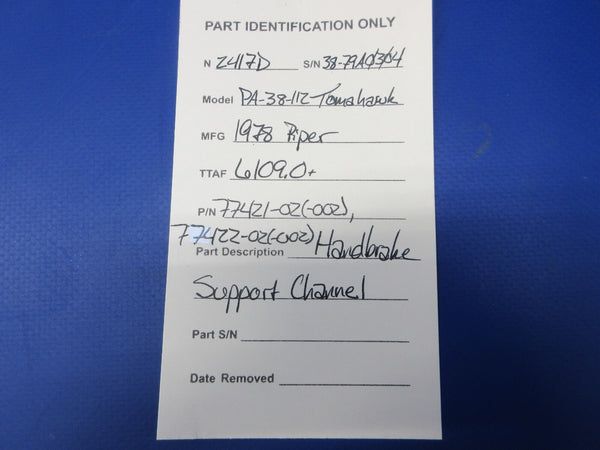 PART IDENTIFICATION ONLY
N 2417D S/N 38-79A0304
Model PA-38-112 Tomahawk
MFG 1978 Piper
TTAF 6109.0+
P/N 77421-02(-002),
77422-02(-002)
Part Description Handbrake
Support Channel
Part S/N
Date Removed